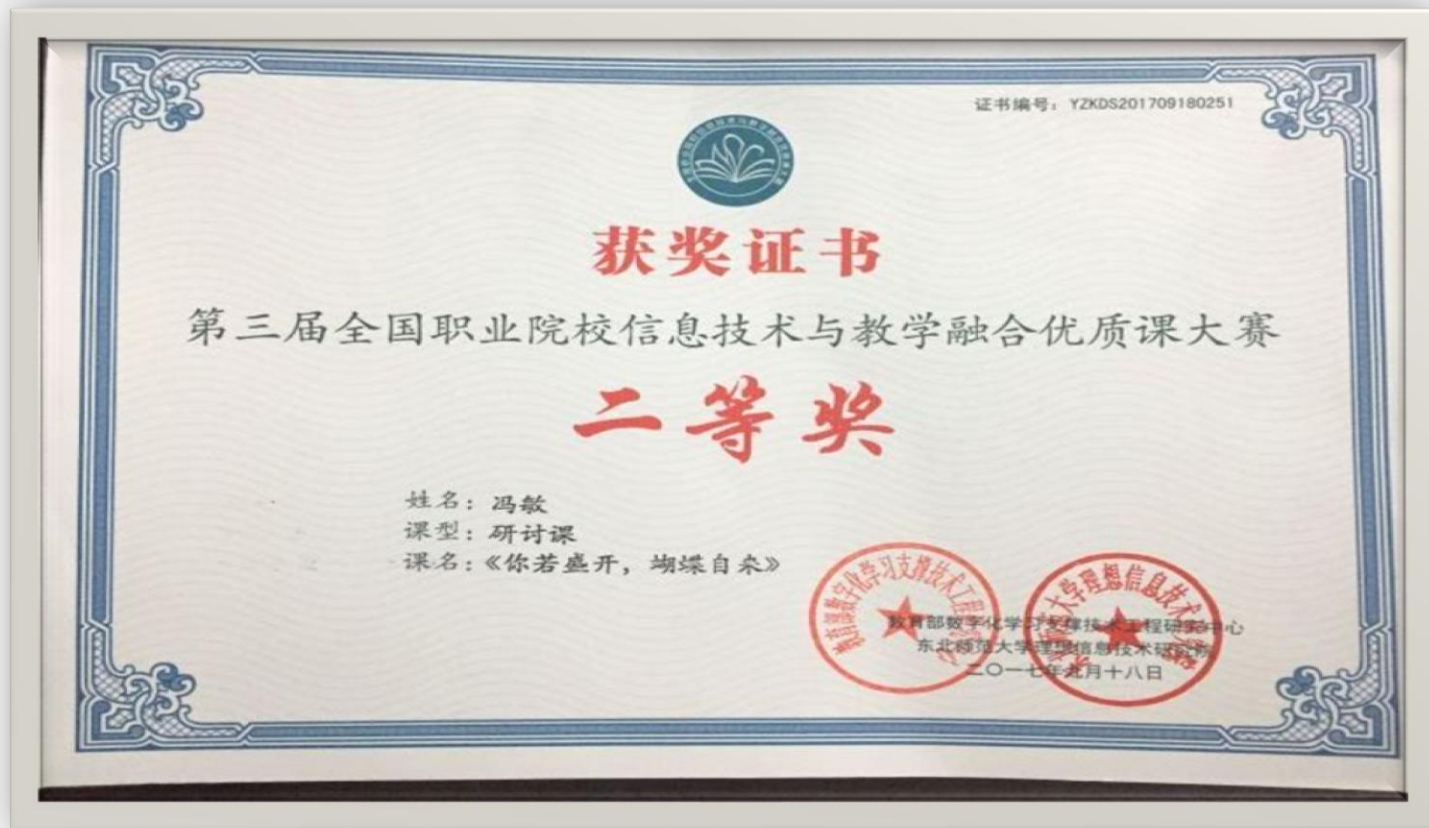 证书编号：YZKDS201709180251
获奖证书
第三届全国职业院校信息技术与教学融合优质课大赛
二等奖
姓名：冯敏
课型：研讨课
课名：《你若盛开，蝴蝶自来》
教育部数字化学习支撑技术工程研究中心
东北师范大学理想信息技术研究院
二〇一七年九月十八日